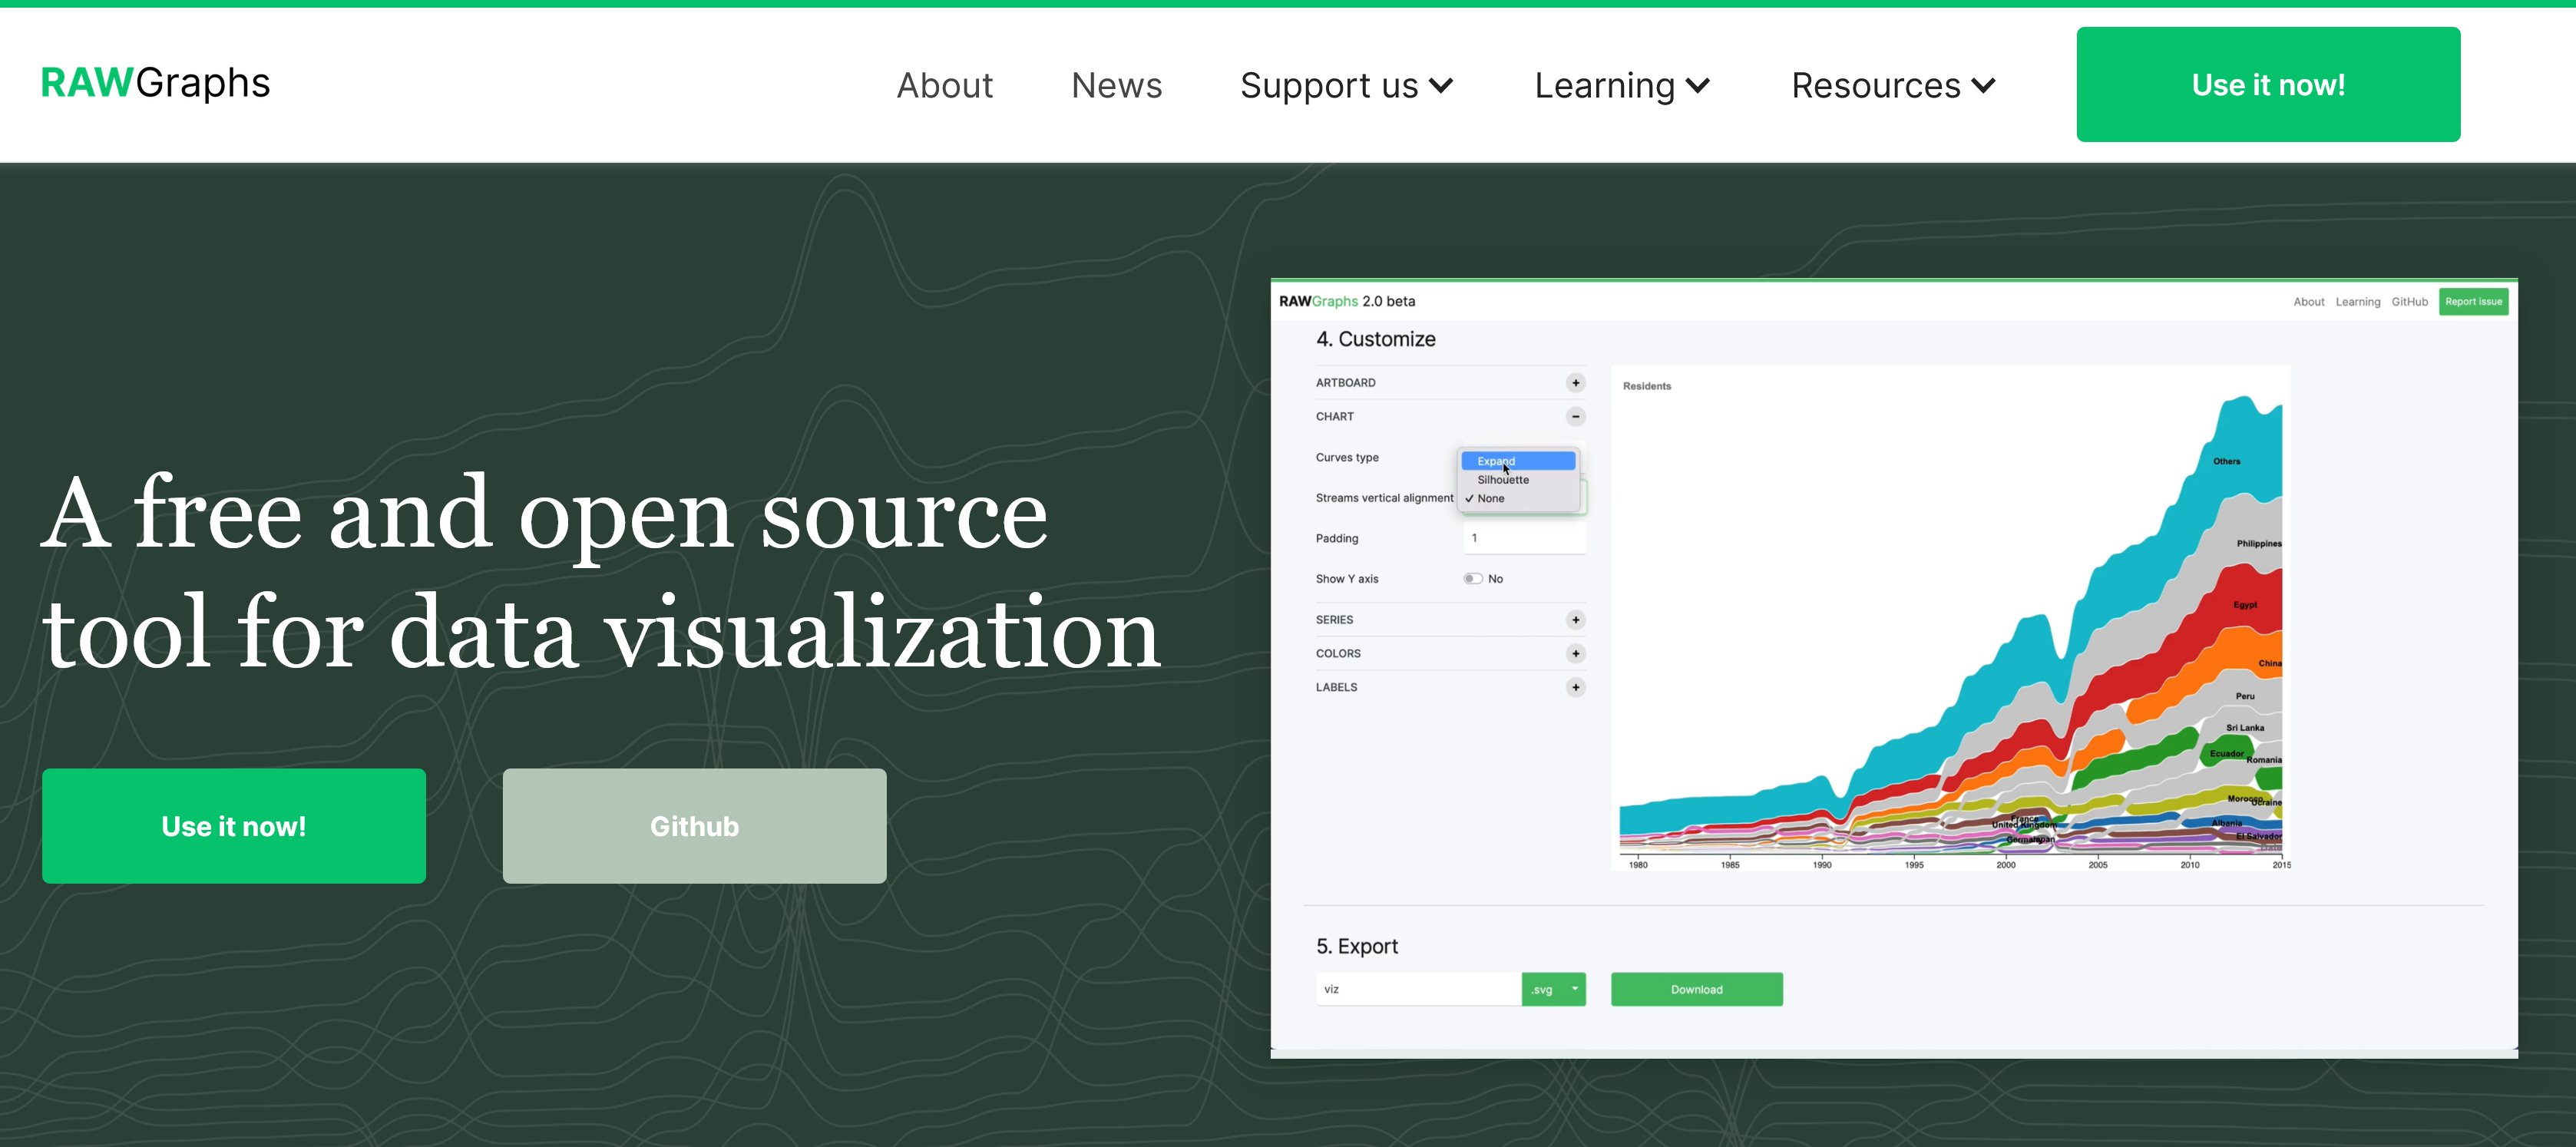 RAWGraphs
About
News
Support us
Learning
Resources
Use it now!
A free and open source
tool for data visualization
Use it now!
Github
RAWGraphs 2.0 beta
About
Learning
GitHub
Report issue
4. Customize
ARTBOARD
CHART
Curves type
Expand
Silhouette
Streams vertical alignment
None
Padding
1
Show Y axis
No
SERIES
COLORS
LABELS
Residents
Others
Philippines
Egypt
China
Peru
Sri Lanka
Ecuador
Romania
Morocco
Ucraine
France
United Kingdom
Albania
El Salvador
1980
1985
1990
1995
2000
2005
2010
2015
5. Export
viz
.svg
Download